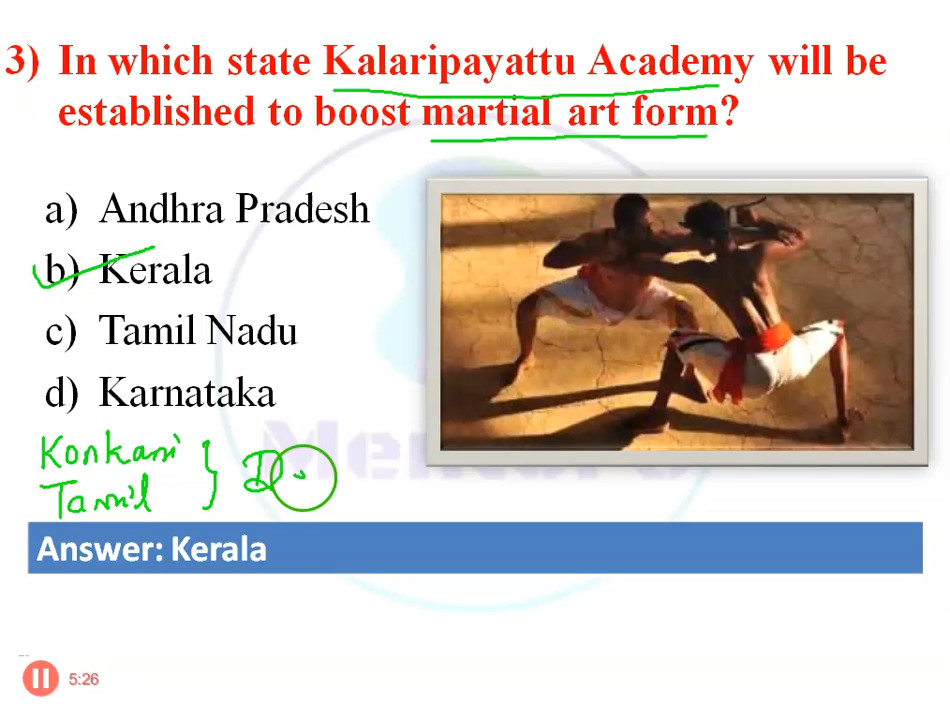 3) In which state Kalaripayattu Academy will be
established to boost martial art form?
a) Andhra Pradesh
b) Kerala
c) Tamil Nadu
d) Karnataka
Konkani
Tamil
Answer: Kerala
5:26